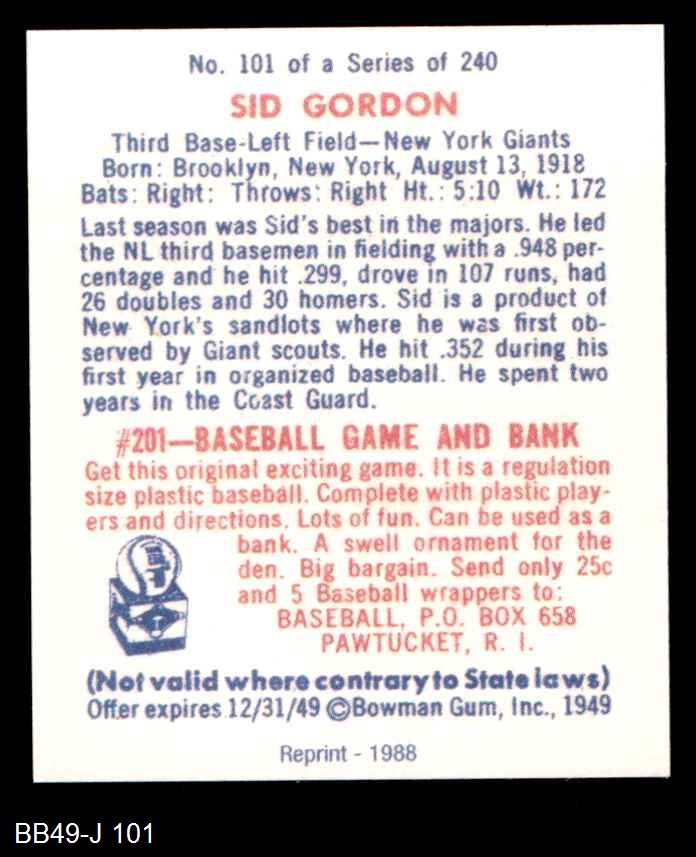 No. 101 of a Series of 240
SID GORDON
Third Base-Left Field—New York Giants
Born: Brooklyn, New York, August 13, 1918
Bats: Right: Throws: Right Ht.: 5:10 Wt.: 172
Last season was Sid's best in the majors. He led
the NL third basemen in fielding with a .948 per-
centage and he hit .299, drove in 107 runs, had
26 doubles and 30 homers. Sid is a product of
New York's sandlots where he was first ob-
served by Giant scouts. He hit .352 during his
first year in organized baseball. He spent two
years in the Coast Guard.
#201—BASEBALL GAME AND BANK
Get this original exciting game. It is a regulation
size plastic baseball. Complete with plastic play-
ers and directions. Lots of fun. Can be used as a
bank. A swell ornament for the
den. Big bargain. Send only 25c
and 5 Baseball wrappers to:
BASEBALL, P.O. BOX 658
PAWTUCKET, R. I.
(Not valid where contrary to State laws)
Offer expires 12/31/49 ©Bowman Gum, Inc., 1949
Reprint - 1988
BB49-J 101